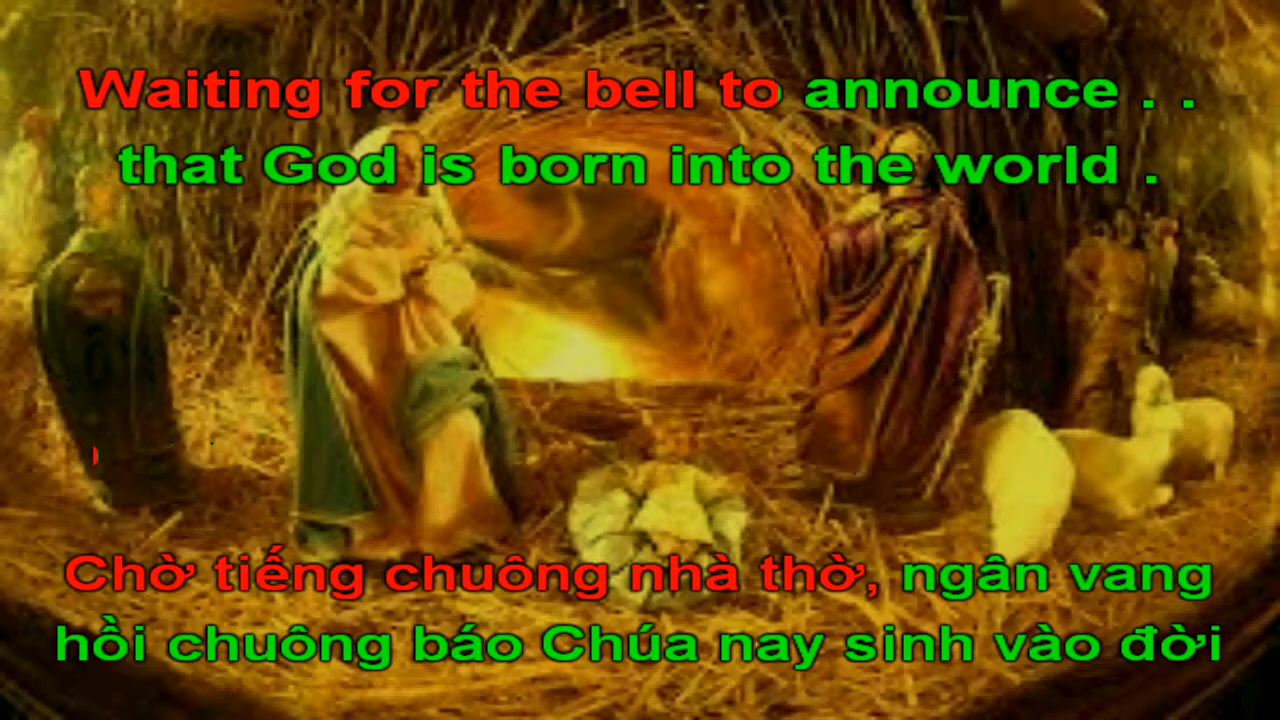 Waiting for the bell to announce . .
that God is born into the world .
Chờ tiếng chuông nhà thờ, ngân vang
hồi chuông báo Chúa nay sinh vào đời